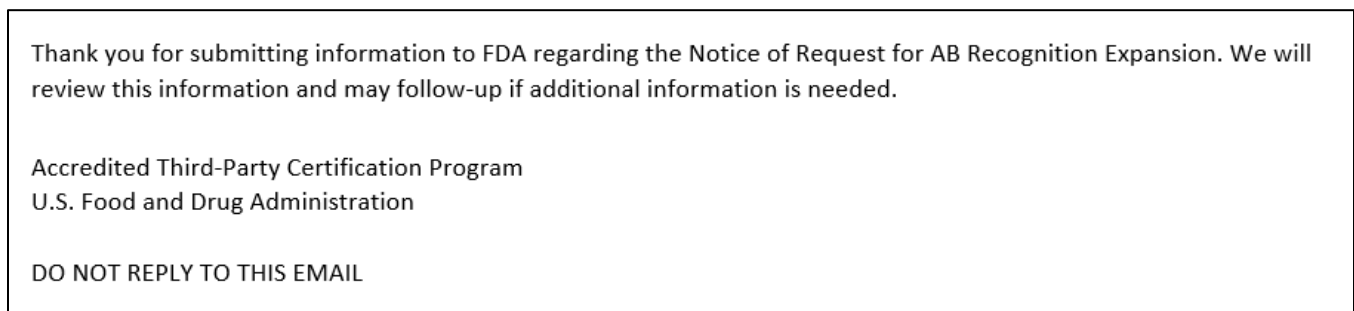 Thank you for submitting information to FDA regarding the Notice of Request for AB Recognition Expansion. We will
review this information and may follow-up if additional information is needed.
Accredited Third-Party Certification Program
U.S. Food and Drug Administration
DO NOT REPLY TO THIS EMAIL